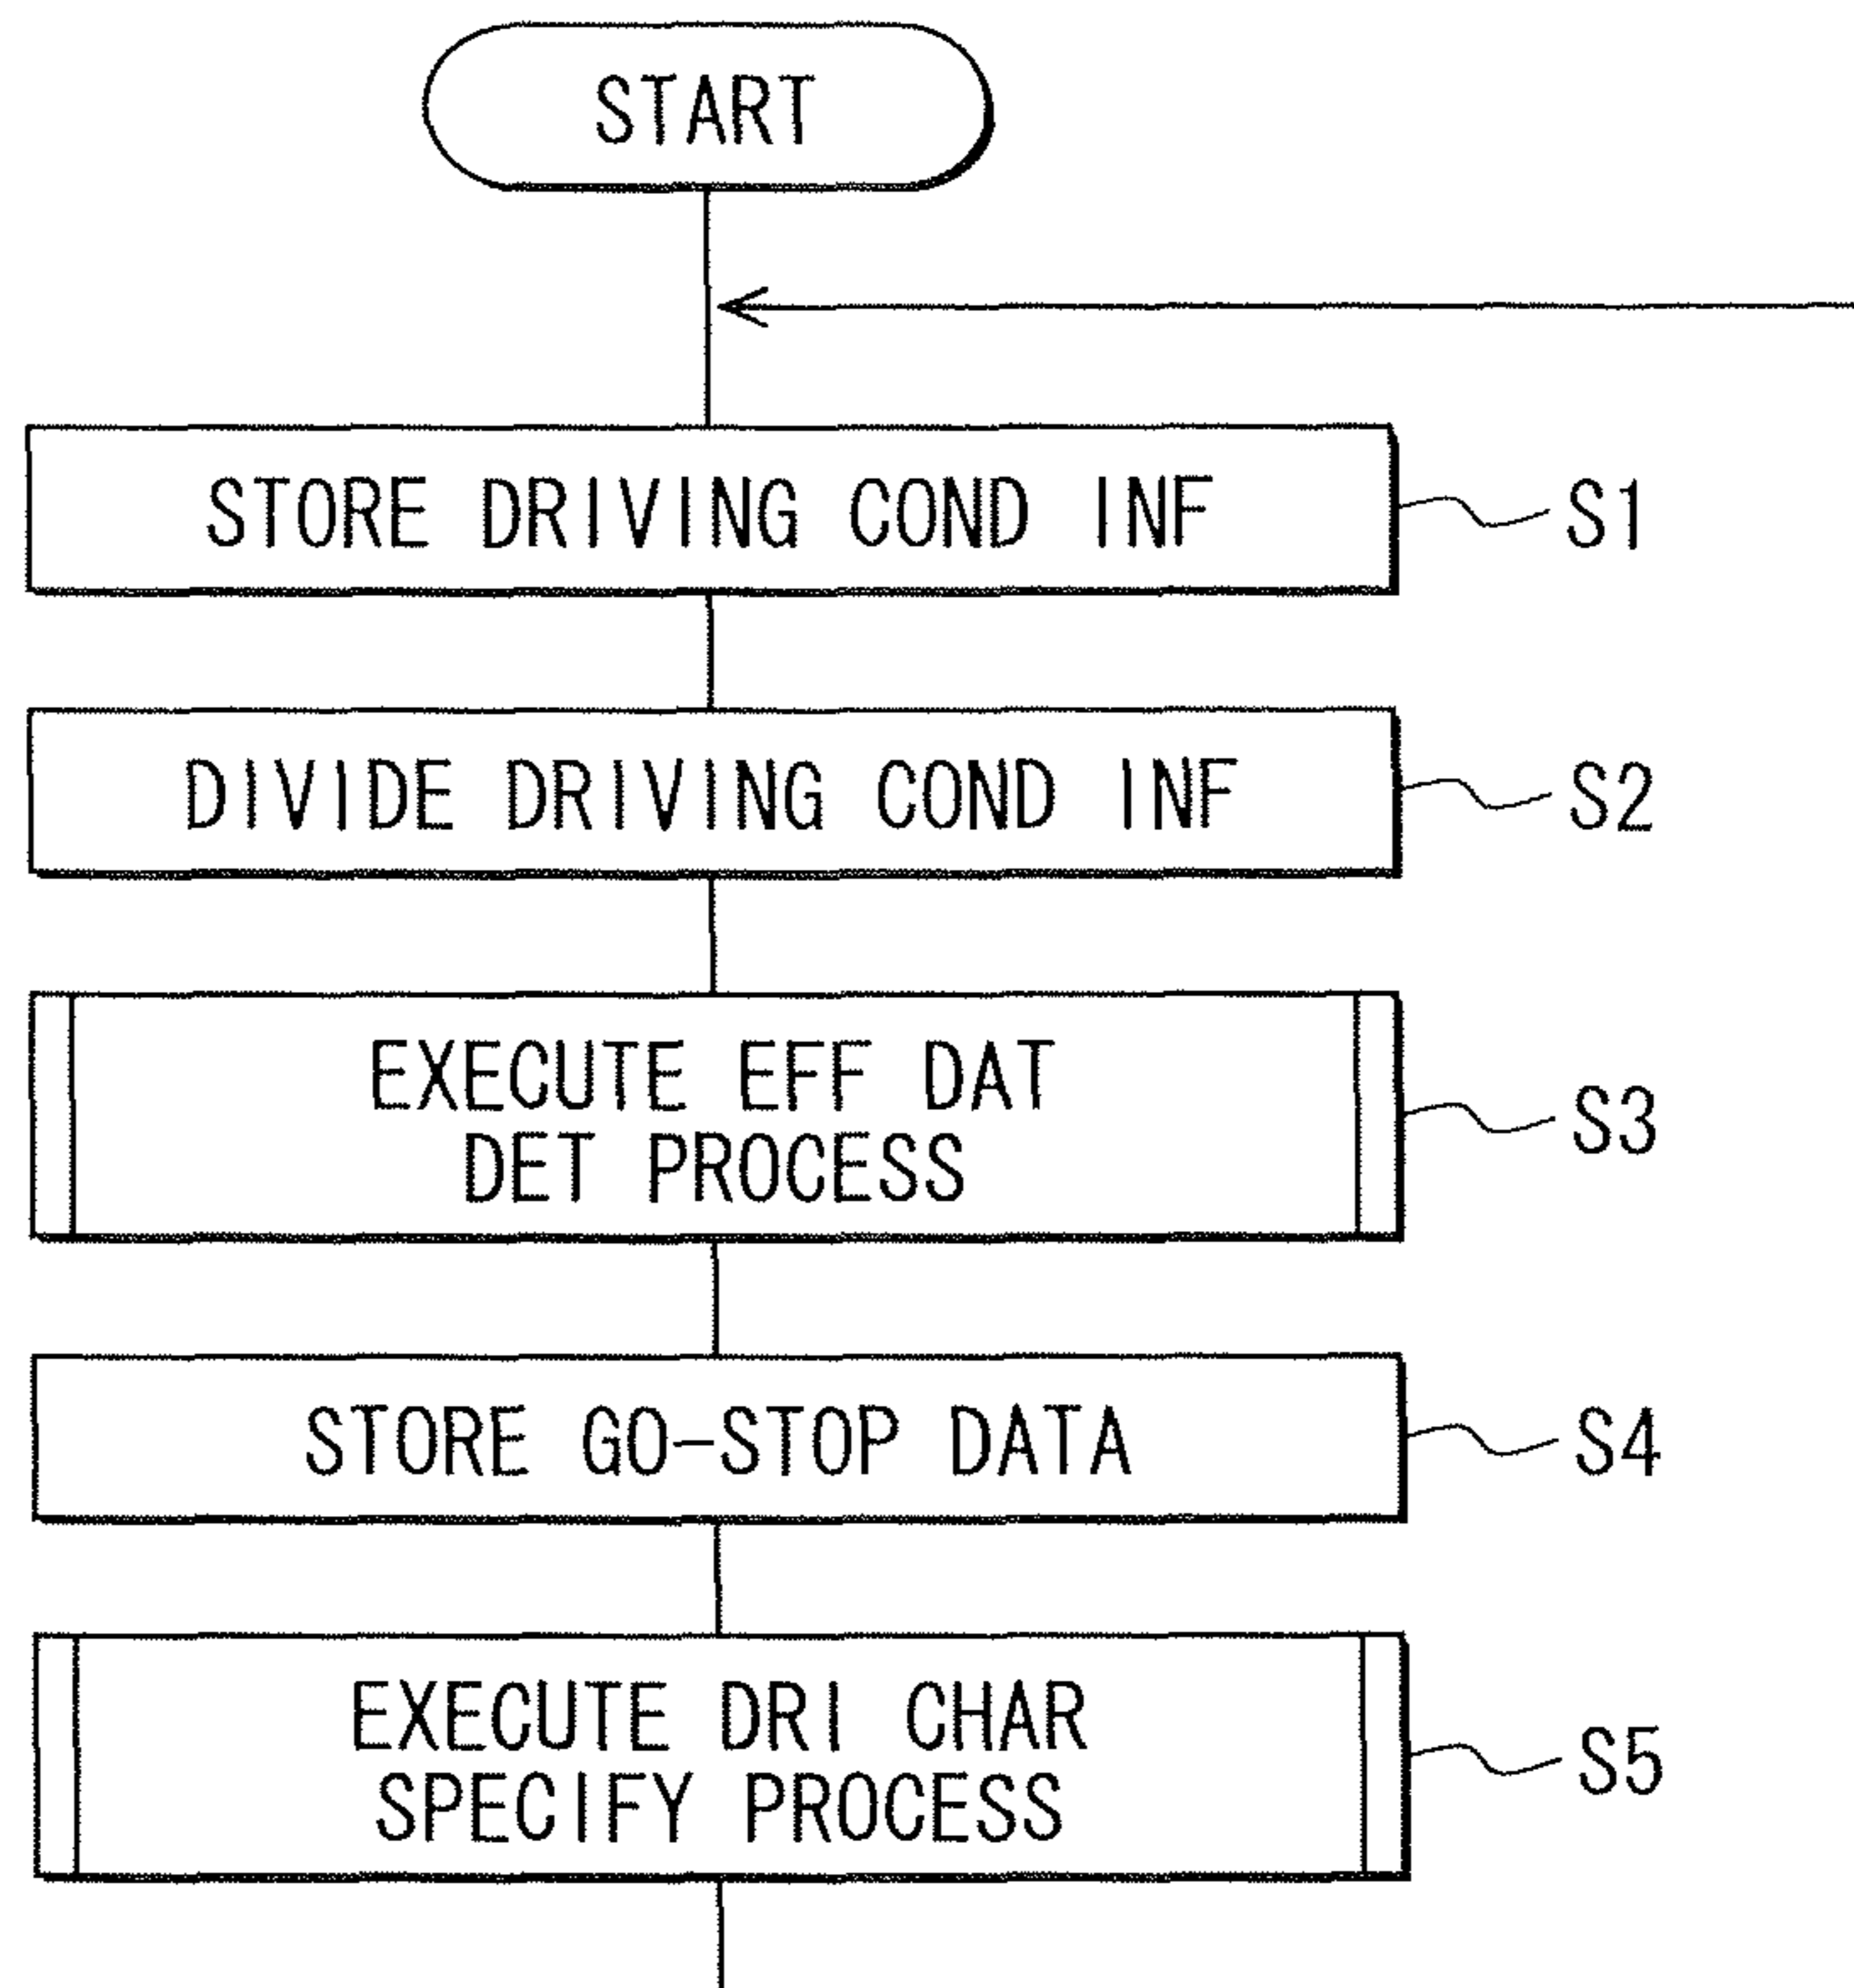 START
STORE DRIVING COND INF
S1
DIVIDE DRIVING COND INF
S2
EXECUTE EFF DAT
DET PROCESS
S3
STORE GO-STOP DATA
S4
EXECUTE DRI CHAR
SPECIFY PROCESS
S5